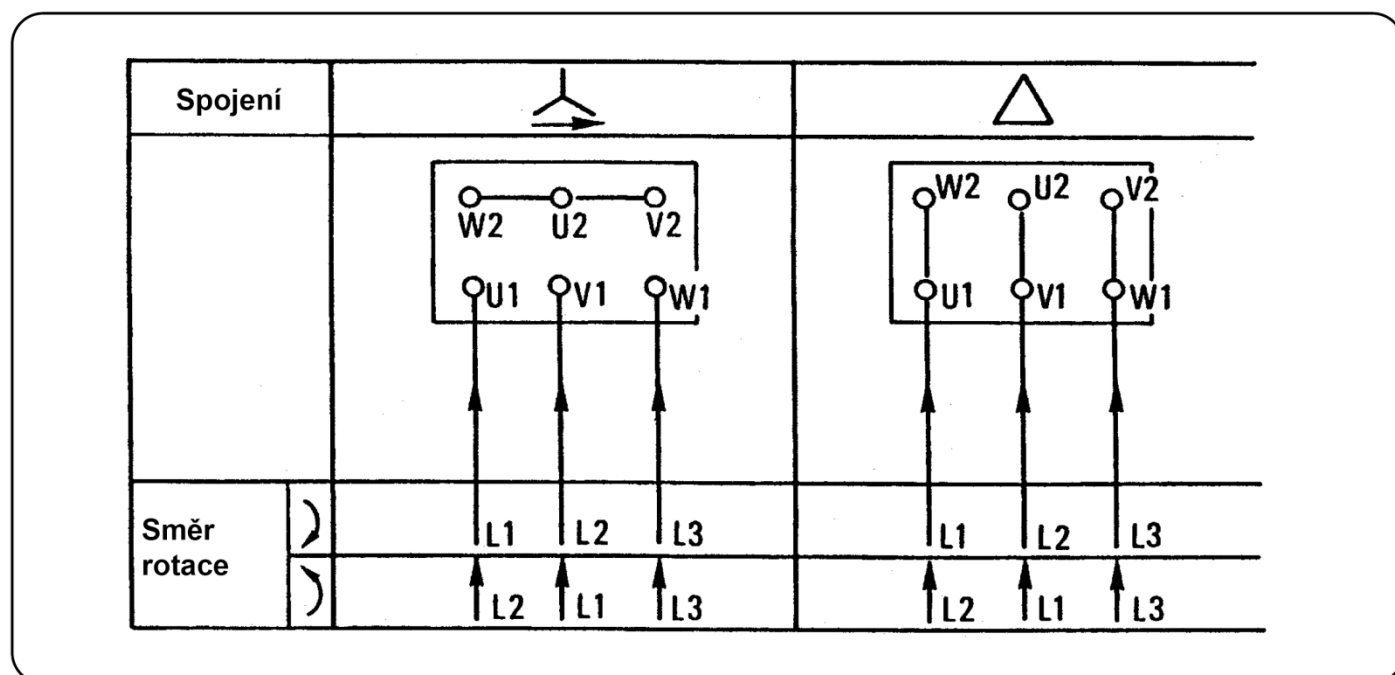 Spojení
W2 U2 V2
U1 V1 W1
W2 U2 V2
U1 V1 W1
Směr
rotace
L1 L2 L3
L1 L2 L3
L2 L1 L3
L2 L1 L3